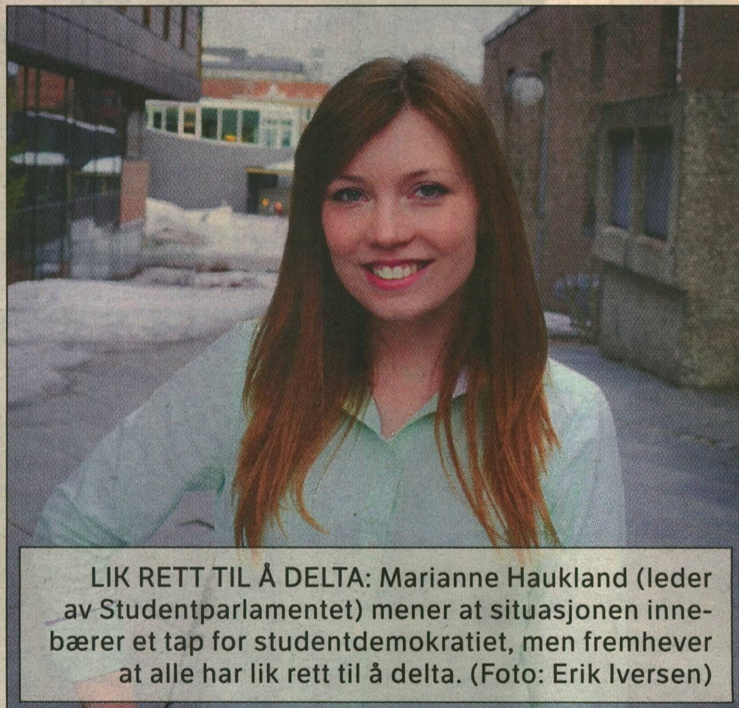 LIK RETT TIL Å DELTA: Marianne Haukland (leder
av Studentparlamentet) mener at situasjonen inne-
bærer et tap for studentdemokratiet, men fremhever
at alle har lik rett til å delta. (Foto: Erik Iversen)